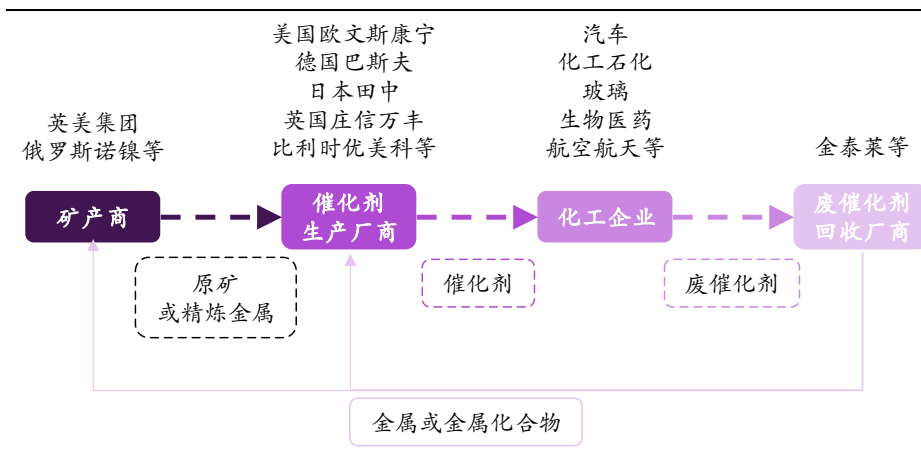 美国欧文斯康宁
德国巴斯夫
日本田中
英国庄信万丰
比利时优美科等
汽车
化工石化
玻璃
生物医药
航空航天等
英美集团
俄罗斯诺镍等
金泰莱等
矿产商
催化剂
生产厂商
化工企业
废催化剂
回收厂商
原矿
或精炼金属
催化剂
废催化剂
金属或金属化合物